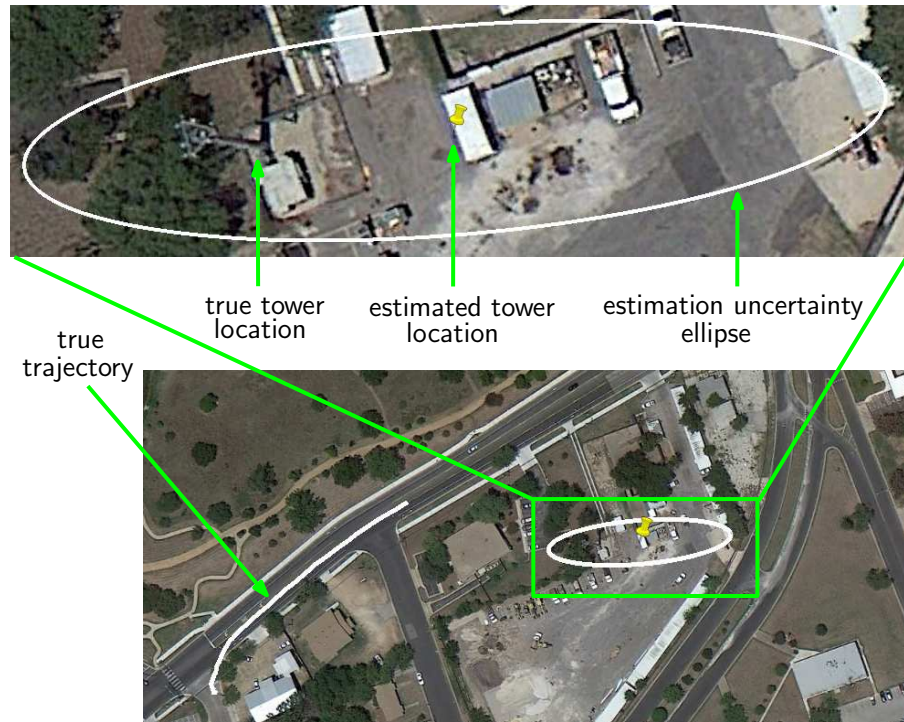 true tower
location
estimated tower
location
estimation uncertainty
ellipse
true
trajectory